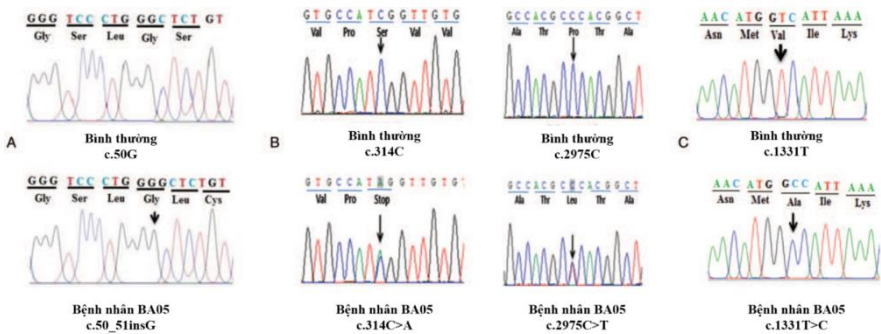 GGG TCC CTG GGC TCT GT
Gly Ser Leu Gly Ser
Bình thường
c.50G
A
GGG TCC CTG GGGCTCTGT
Gly Ser Leu Gly Leu Cys
Bệnh nhân BA05
c.50_51insG
GTGCCATCGGTTGTG
Val Pro Ser Val Val
Bình thường
c.314C
B
GTGCCATAGGTTGTG
Val Pro Stop
Bệnh nhân BA05
c.314C>A
GCCACGCCCACGGCT
Ala Thr Pro Thr Ala
Bình thường
c.2975C
GCCACGCCCACGGCT
Ala Thr Leu Thr Ala
Bệnh nhân BA05
c.2975C>T
AAC ATG GTC ATT AAA
Asn Met Val Ile Lys
Bình thường
c.1331T
C
AAC ATG GCC ATT AAA
Asn Met Ala Ile Lys
Bệnh nhân BA05
c.1331T>C